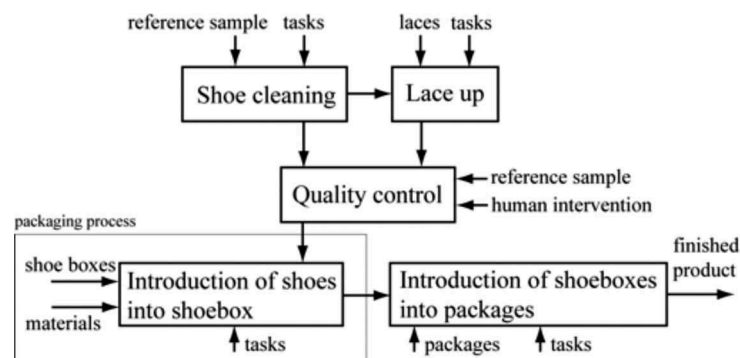 reference sample tasks laces tasks
Shoe cleaning Lace up
reference sample
Quality control
human intervention
packaging process
finished
product
shoe boxes
Introduction of shoes
into shoebox
Introduction of shoeboxes
into packages
materials
tasks packages tasks